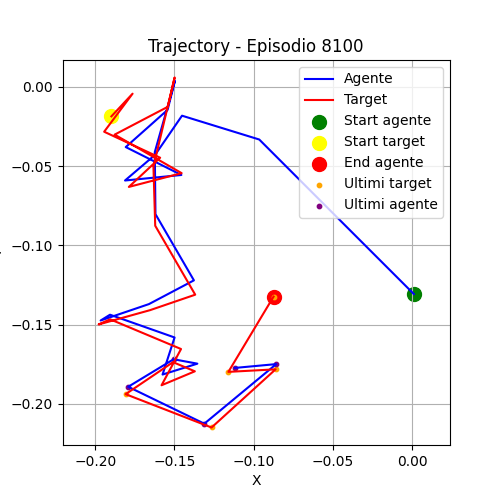 Trajectory - Episodio 8100
0.00
−0.05
−0.10
−0.15
−0.20
Agente
Target
Start agente
Start target
End agente
Ultimi target
Ultimi agente
−0.20
−0.15
−0.10
−0.05
0.00
X